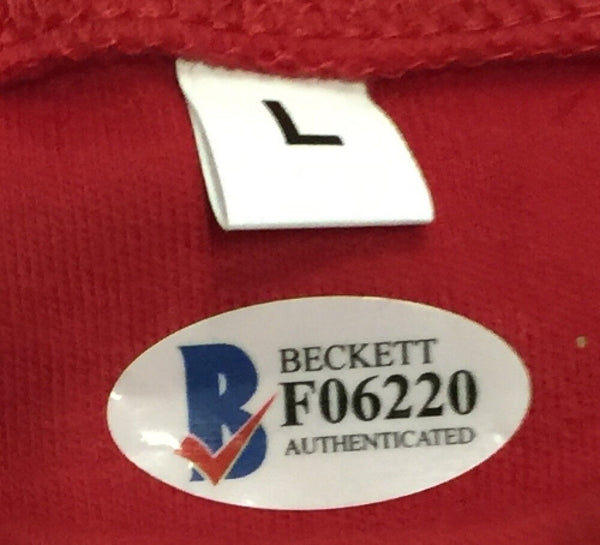 L
B
BECKETT
F06220
AUTHENTICATED